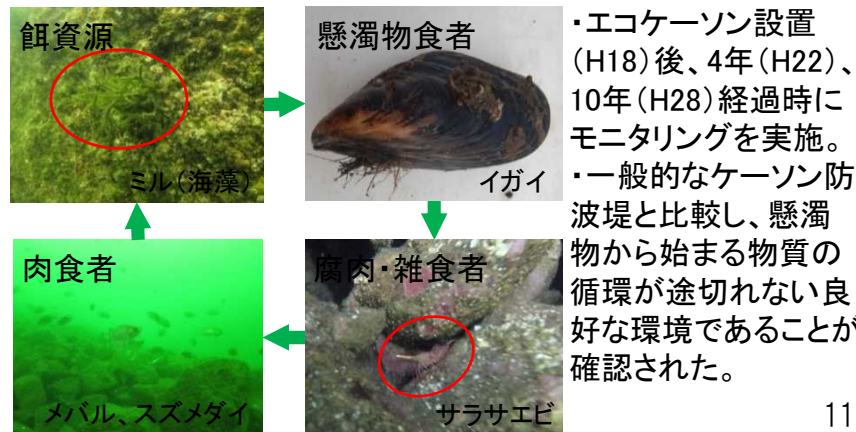 餌資源
ミル(海藻)
懸濁物食者
イガイ
肉食者
メバル、スズメダイ
腐肉・雑食者
サラサエビ
・エコケーソン設置
(H18)後、4年(H22)、
10年(H28)経過時に
モニタリングを実施。
・一般的なケーソン防
波堤と比較し、懸濁
物から始まる物質の
循環が途切れない良
好な環境であることが
確認された。
11